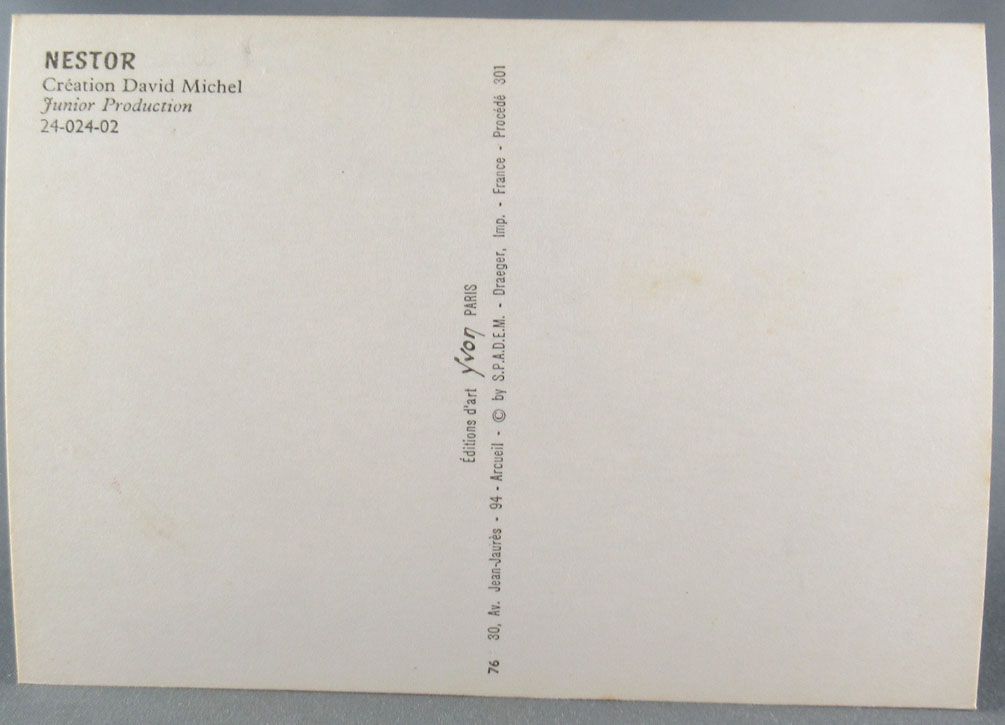 NESTOR
Création David Michel
Junior Production
24-024-02
Éditions d'art yvon PARIS
76 30, Av. Jean-Jaurès - 94 - Arcueil - © by S.P.A.D.E.M. - Draeger, Imp. - France - Procédé 301